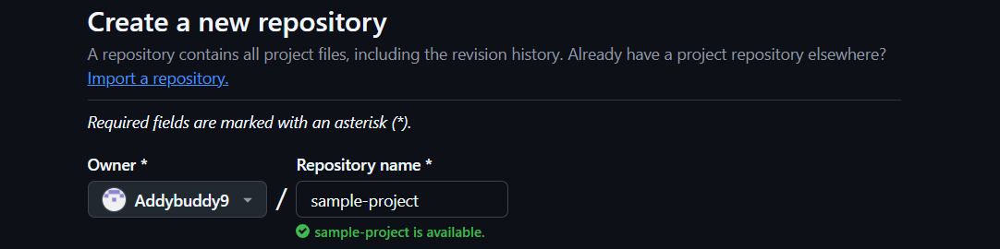 Create a new repository
A repository contains all project files, including the revision history. Already have a project repository elsewhere?
Import a repository.
Required fields are marked with an asterisk (*).
Owner * Repository name *
Addybuddy9 / sample-project
sample-project is available.